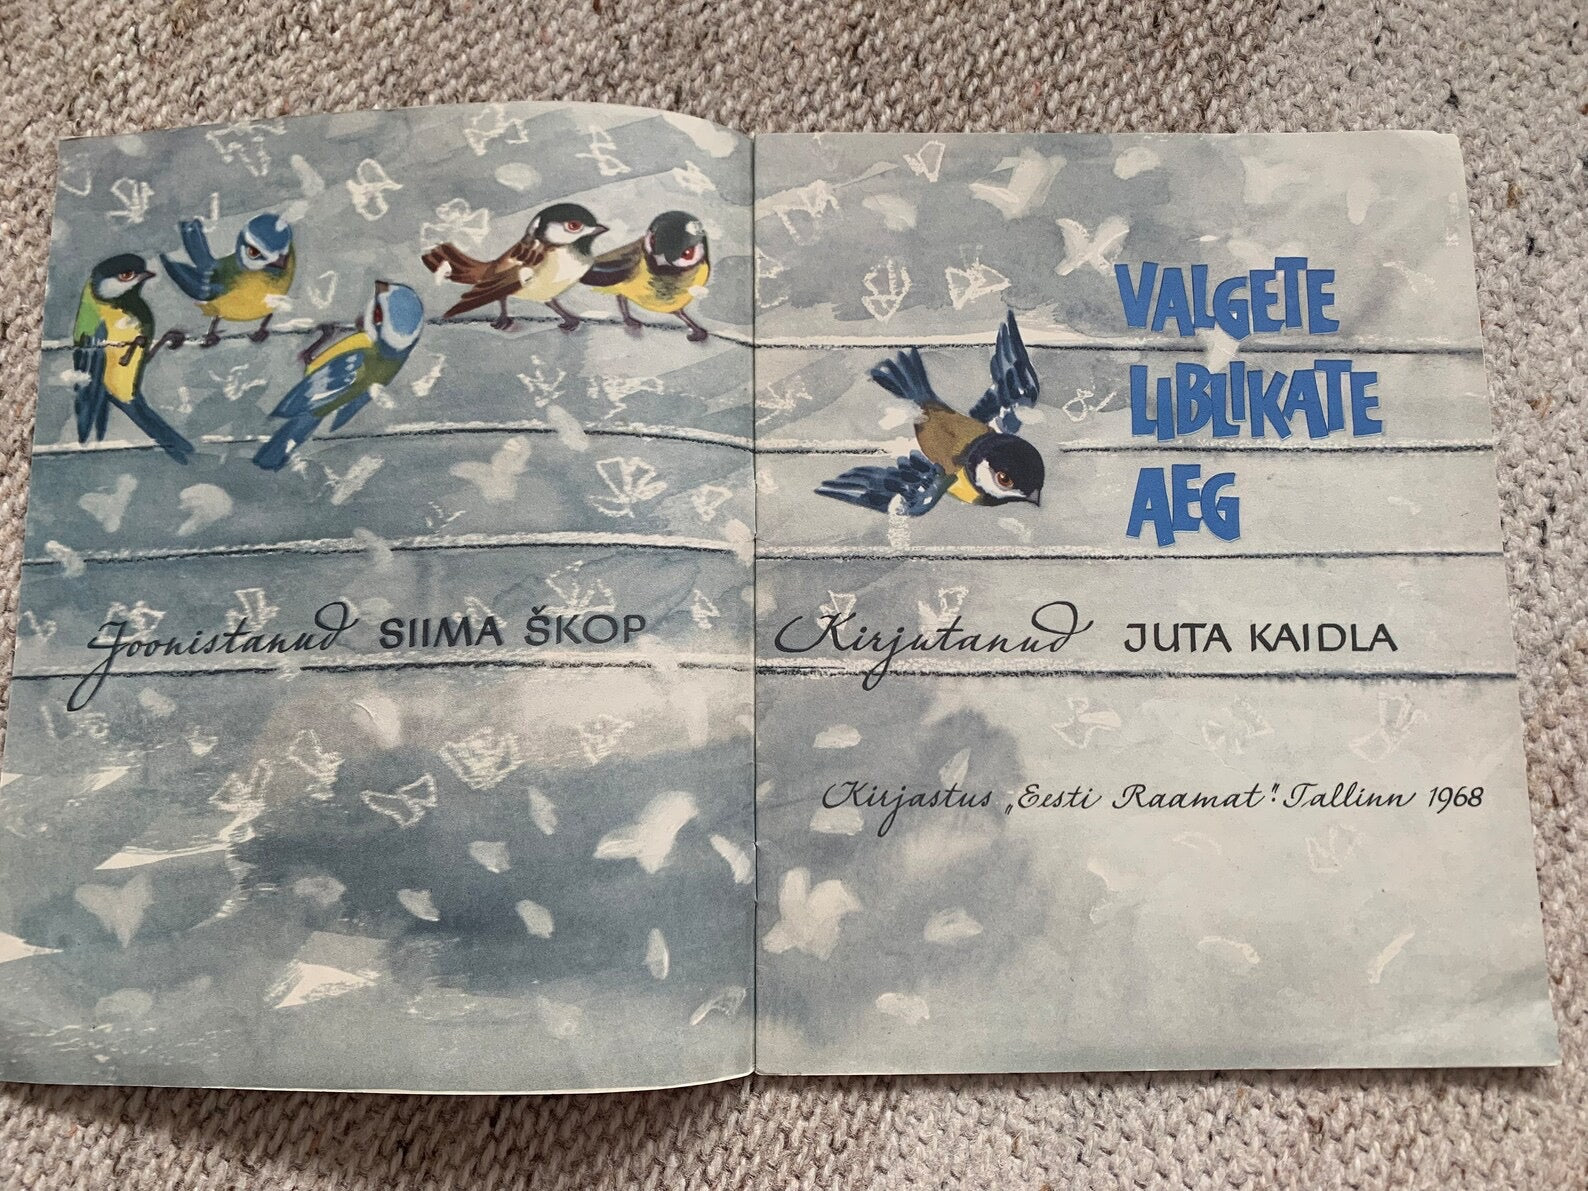 Joonistanud SIIMA ŠKOP
VALGETE
LIBLIKATE
AEG
Kirjutanud JUTA KAIDLA
Kirjastus „Eesti Raamat". Tallinn 1968